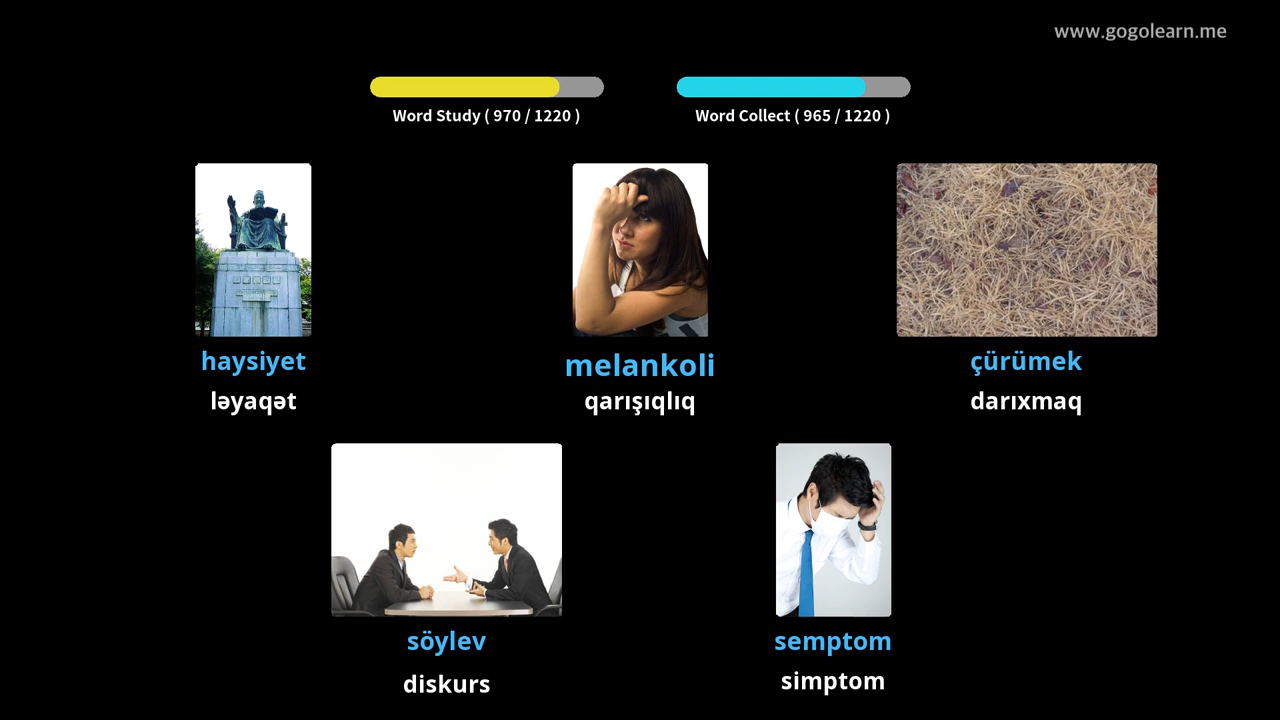 www.gogolearn.me
Word Study ( 970 / 1220 )
Word Collect ( 965 / 1220 )
haysiyet
ləyaqət
melankoli
qarışıqlıq
çürümek
darıxmaq
söylev
diskurs
semptom
simptom